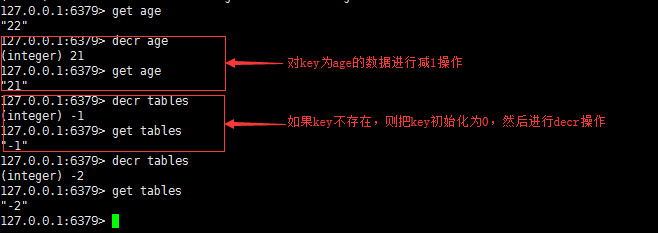 127.0.0.1:6379> get age
"22"
127.0.0.1:6379> decr age
(integer) 21
127.0.0.1:6379> get age
"21"
对key为age的数据进行减1操作
127.0.0.1:6379> decr tables
(integer) -1
127.0.0.1:6379> get tables
"-1"
如果key不存在，则把key初始化为0，然后进行decr操作
127.0.0.1:6379> decr tables
(integer) -2
127.0.0.1:6379> get tables
"-2"
127.0.0.1:6379>